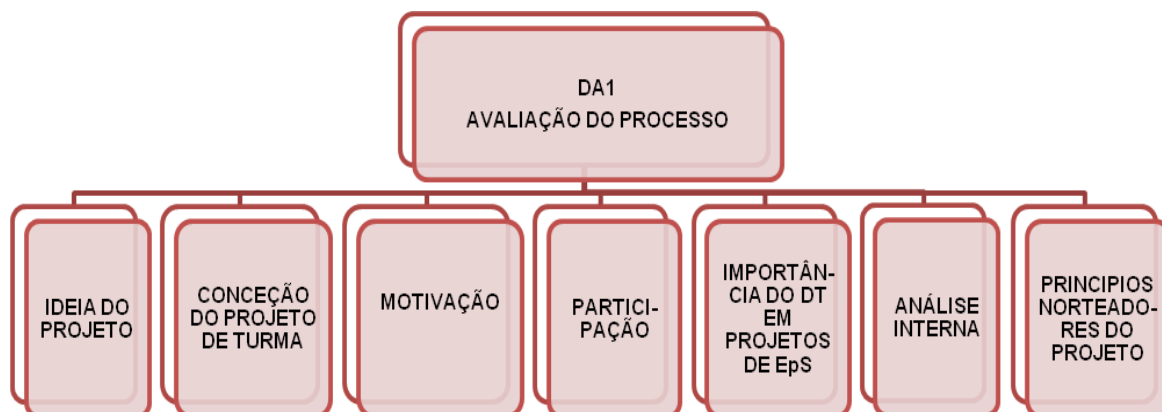 DA1
AVALIAÇÃO DO PROCESSO
IDEIA DO
PROJETO
CONCEÇÃO
DO PROJETO
DE TURMA
MOTIVAÇÃO
PARTICI-
PAÇÃO
IMPORTÂN-
CIA DO DT
EM
PROJETOS
DE EpS
ANÁLISE
INTERNA
PRINCIPIOS
NORTEADO-
RES DO
PROJETO